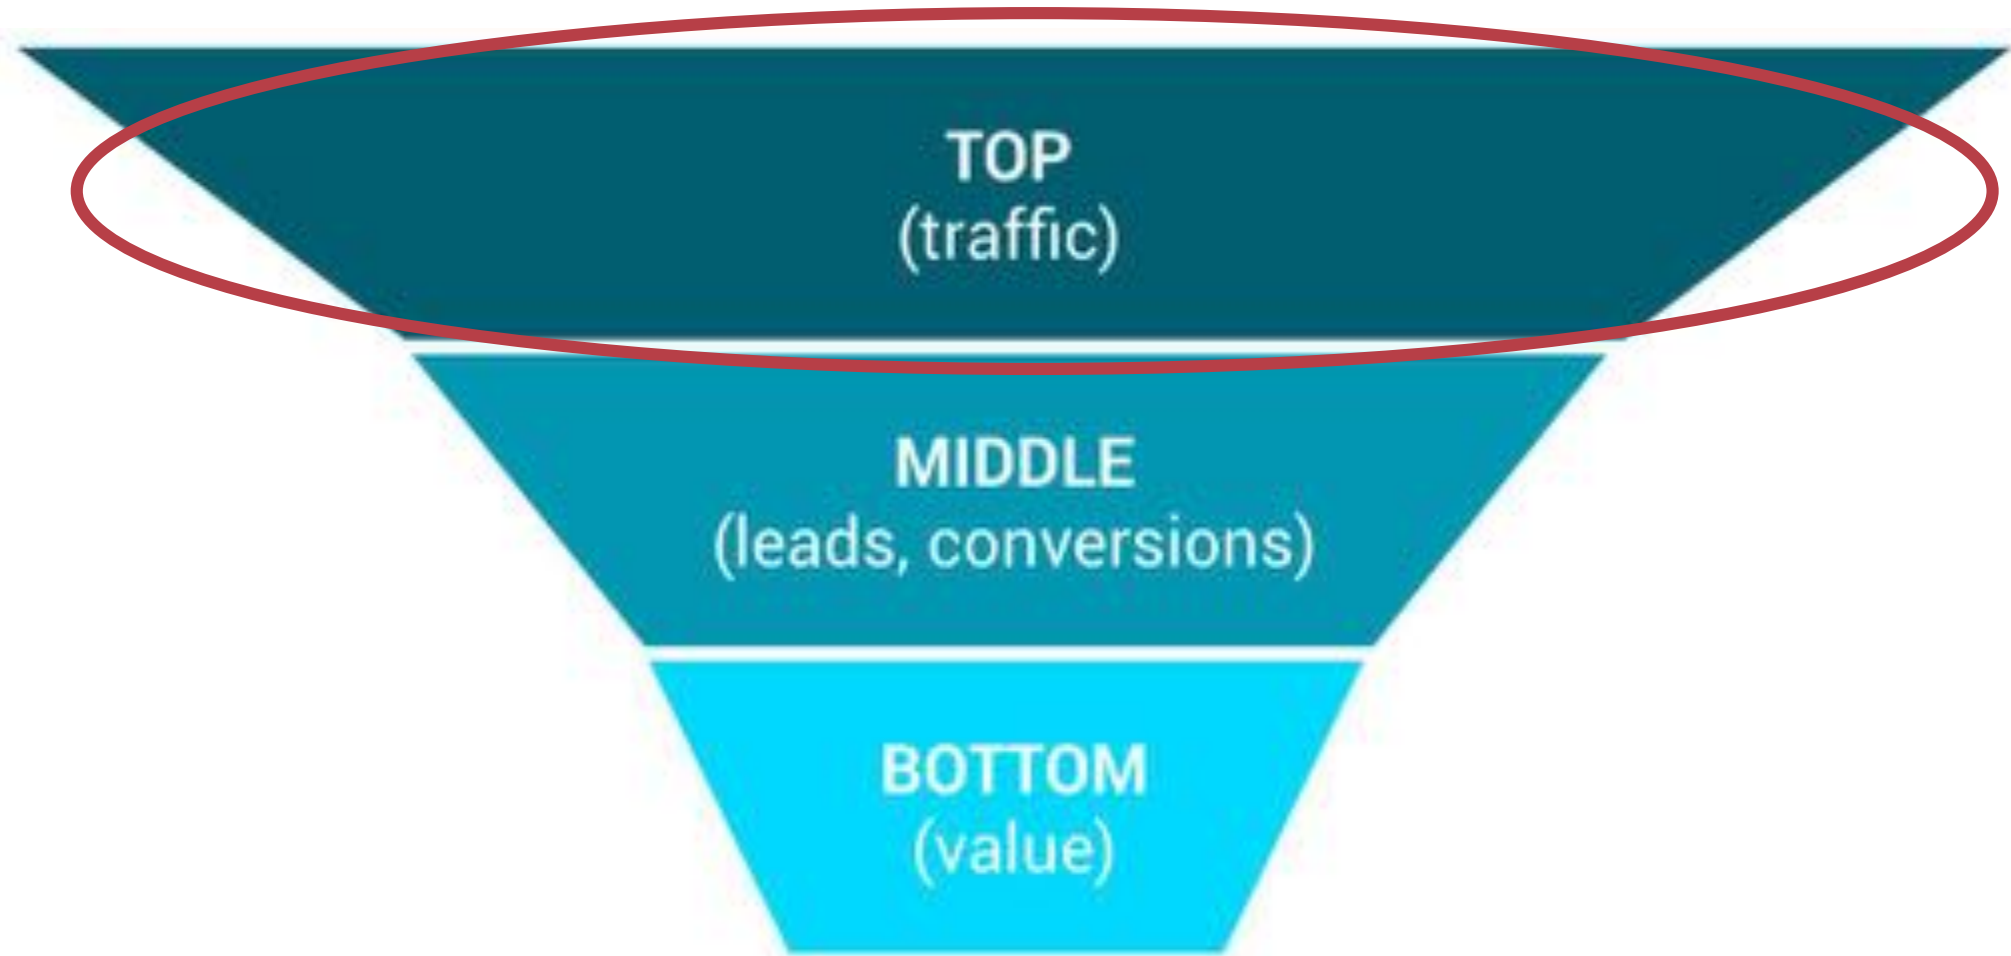 TOP
(traffic)
MIDDLE
(leads, conversions)
BOTTOM
(value)